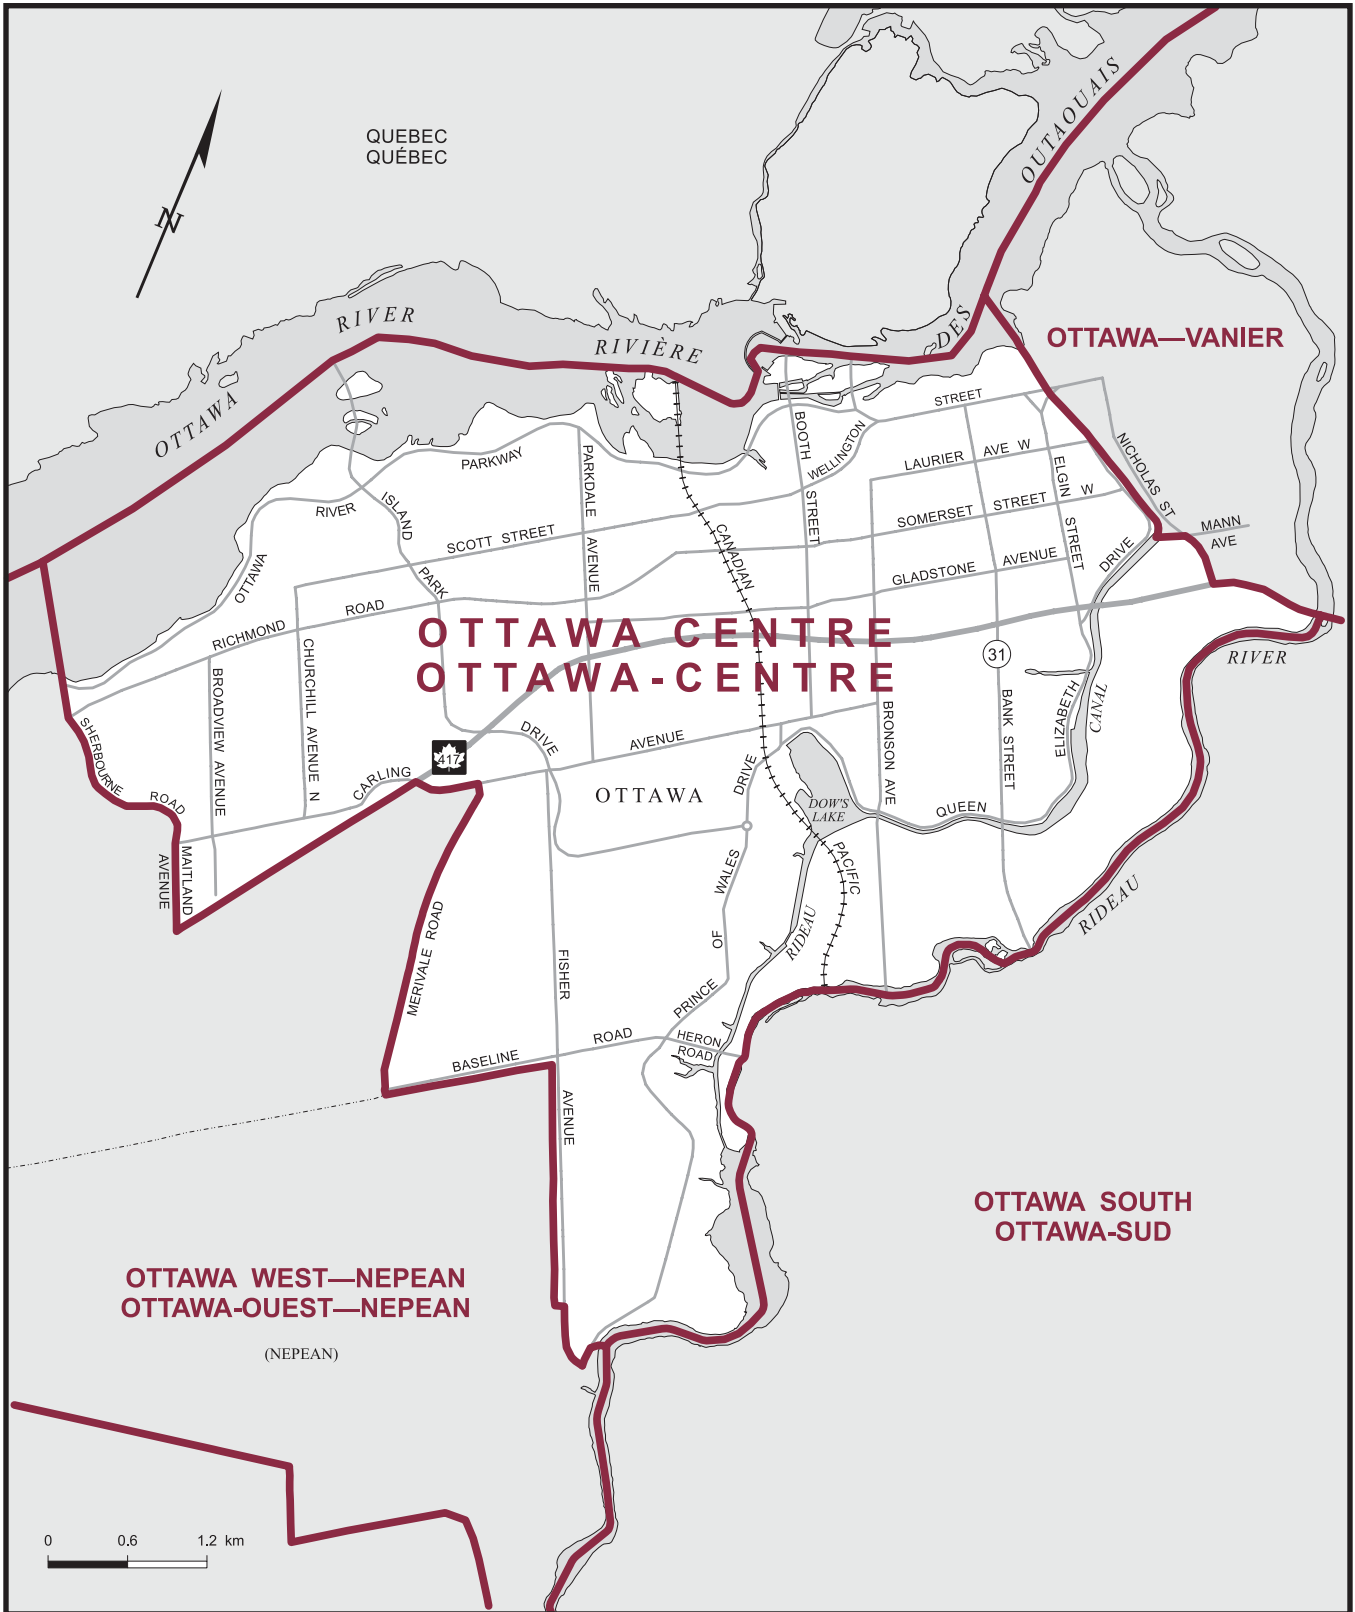 QUEBEC
QUÉBEC
N
OTTAWA RIVER
RIVIÈRE DES OUTAOUAIS
OTTAWA—VANIER
OTTAWA RIVER PARKWAY
ISLAND PARK DRIVE
PARKDALE AVENUE
SCOTT STREET
RICHMOND ROAD
BROADVIEW AVENUE
CHURCHILL AVENUE N
SHERBOURNE ROAD
MAITLAND AVENUE
CARLING AVENUE
417
CANADIAN PACIFIC
BOOTH STREET
WELLINGTON STREET
LAURIER AVE W
SOMERSET STREET W
GLADSTONE AVENUE
ELGIN STREET
NICHOLAS ST
MANN AVE
QUEEN ELIZABETH DRIVE
RIDEAU CANAL
31
BANK STREET
BRONSON AVE
DOW'S LAKE
OTTAWA CENTRE
OTTAWA-CENTRE
OTTAWA
PRINCE OF WALES DRIVE
MERIVALE ROAD
FISHER AVENUE
BASELINE ROAD
HERON ROAD
RIDEAU RIVER
OTTAWA SOUTH
OTTAWA-SUD
OTTAWA WEST—NEPEAN
OTTAWA-OUEST—NEPEAN
(NEPEAN)
0 0.6 1.2 km